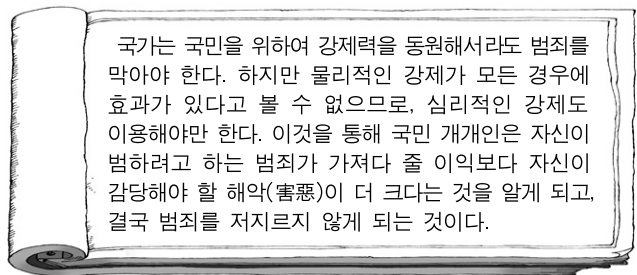 국가는 국민을 위하여 강제력을 동원해서라도 범죄를
막아야 한다. 하지만 물리적인 강제가 모든 경우에
효과가 있다고 볼 수 없으므로, 심리적인 강제도
이용해야만 한다. 이것을 통해 국민 개개인은 자신이
범하려고 하는 범죄가 가져다 줄 이익보다 자신이
감당해야 할 해악(害惡)이 더 크다는 것을 알게 되고,
결국 범죄를 저지르지 않게 되는 것이다.